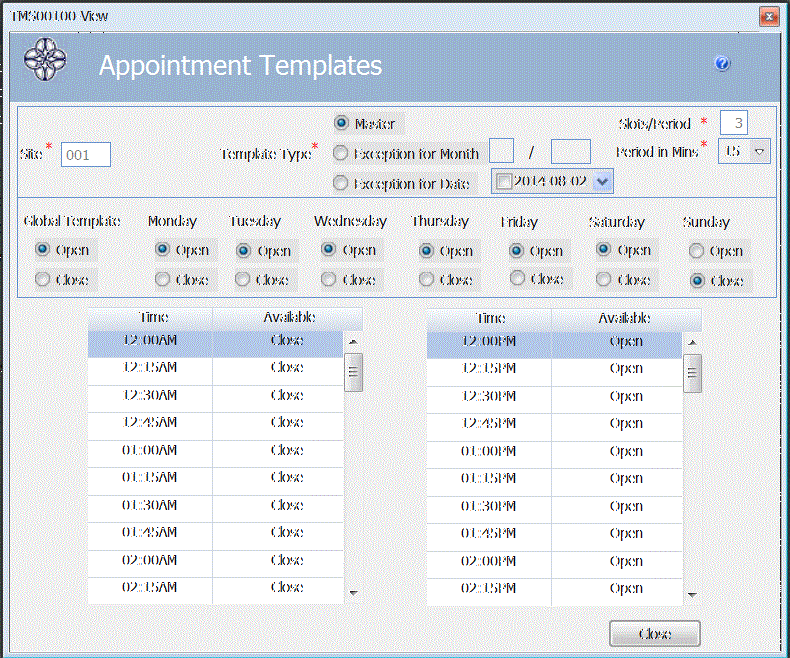 TMS00100 View
Appointment Templates
?
Master
Slots/Period * 3
Site * 001
Template Type *
Exception for Month /
Period in Mins * 15
Exception for Date 2014-08-02
Global Template Monday Tuesday Wednesday Thursday Friday Saturday Sunday
Open Open Open Open Open Open Open Open
Close Close Close Close Close Close Close Close
Time Available Time Available
12:00AM Close 12:00PM Open
12:15AM Close 12:15PM Open
12:30AM Close 12:30PM Open
12:45AM Close 12:45PM Open
01:00AM Close 01:00PM Open
01:15AM Close 01:15PM Open
01:30AM Close 01:30PM Open
01:45AM Close 01:45PM Open
02:00AM Close 02:00PM Open
02:15AM Close 02:15PM Open
Close